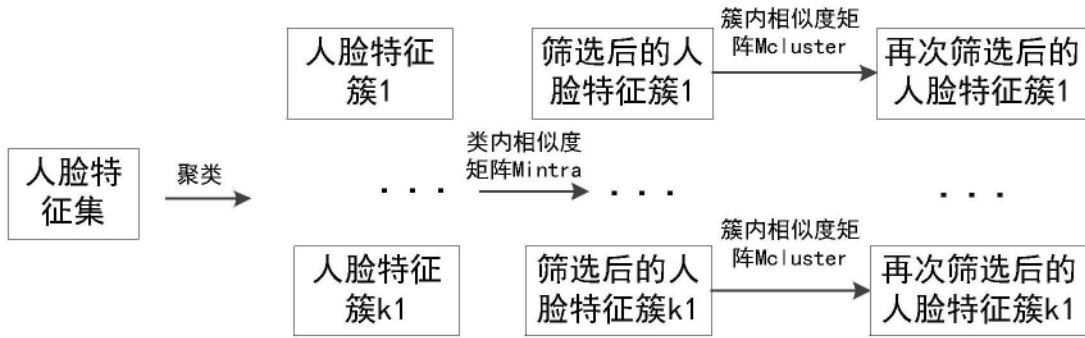 人脸特
征集
聚类
人脸特征
簇1
· · ·
人脸特征
簇k1
类内相似度
矩阵Mintra
筛选后的人
脸特征簇1
· · ·
筛选后的人
脸特征簇k1
簇内相似度矩
阵Mcluster
簇内相似度矩
阵Mcluster
再次筛选后的
人脸特征簇1
· · ·
再次筛选后的
人脸特征簇k1